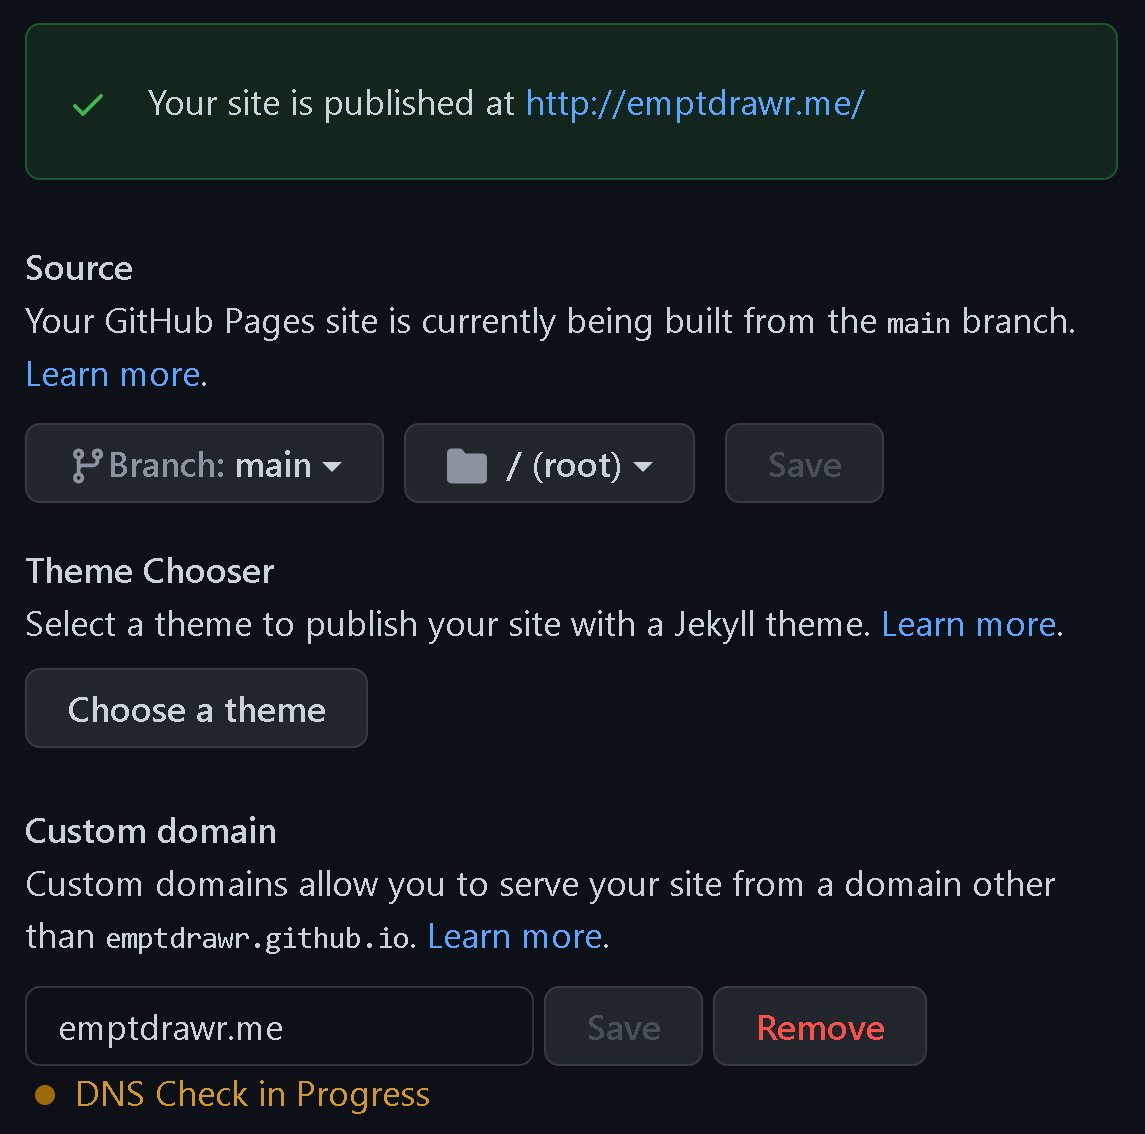 Your site is published at http://emptdrawr.me/
Source
Your GitHub Pages site is currently being built from the main branch.
Learn more.
Branch: main
/ (root)
Save
Theme Chooser
Select a theme to publish your site with a Jekyll theme. Learn more.
Choose a theme
Custom domain
Custom domains allow you to serve your site from a domain other
than emptdrawr.github.io. Learn more.
emptdrawr.me
Save
Remove
DNS Check in Progress